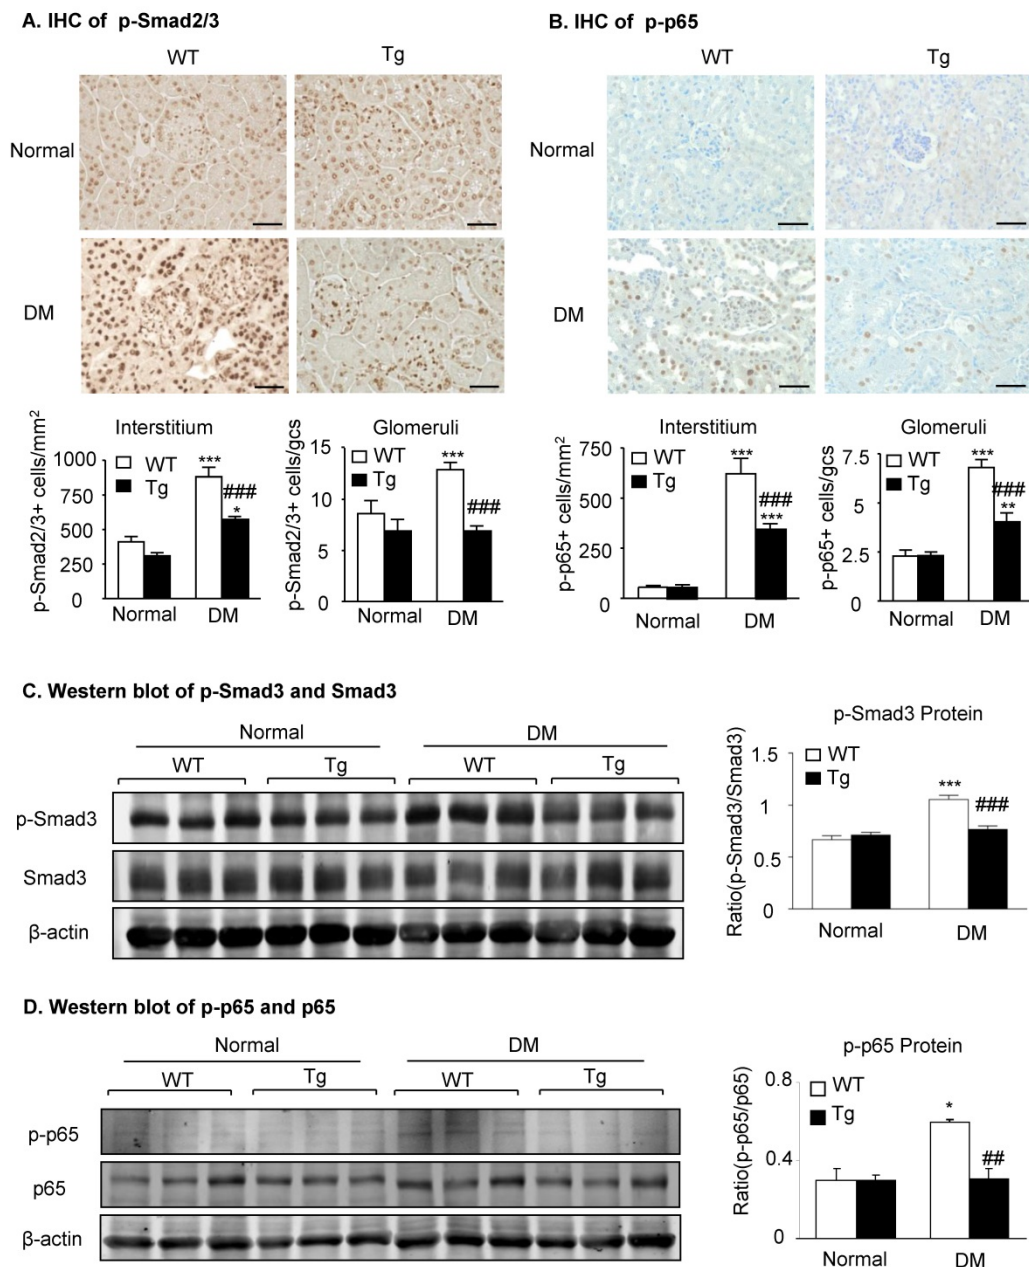 A. IHC of p-Smad2/3
WT
Tg
Normal
DM
Interstitium
p-Smad2/3+ cells/mm²
1000
750
500
250
0
WT
Tg
***
###
*
Normal
DM
Glomeruli
p-Smad2/3+ cells/gcs
15
10
5
0
WT
Tg
***
###
Normal
DM
B. IHC of p-p65
WT
Tg
Normal
DM
Interstitium
p-p65+ cells/mm²
750
500
250
0
WT
Tg
***
###
***
Normal
DM
Glomeruli
p-p65+ cells/gcs
7.5
5
2.5
0
WT
Tg
***
###
**
Normal
DM
C. Western blot of p-Smad3 and Smad3
Normal
DM
WT
Tg
WT
Tg
p-Smad3
Smad3
β-actin
p-Smad3 Protein
Ratio(p-Smad3/Smad3)
1.5
1
0.5
0
WT
Tg
***
###
Normal
DM
D. Western blot of p-p65 and p65
Normal
DM
WT
Tg
WT
Tg
p-p65
p65
β-actin
p-p65 Protein
Ratio(p-p65/p65)
0.8
0.4
0
WT
Tg
*
##
Normal
DM